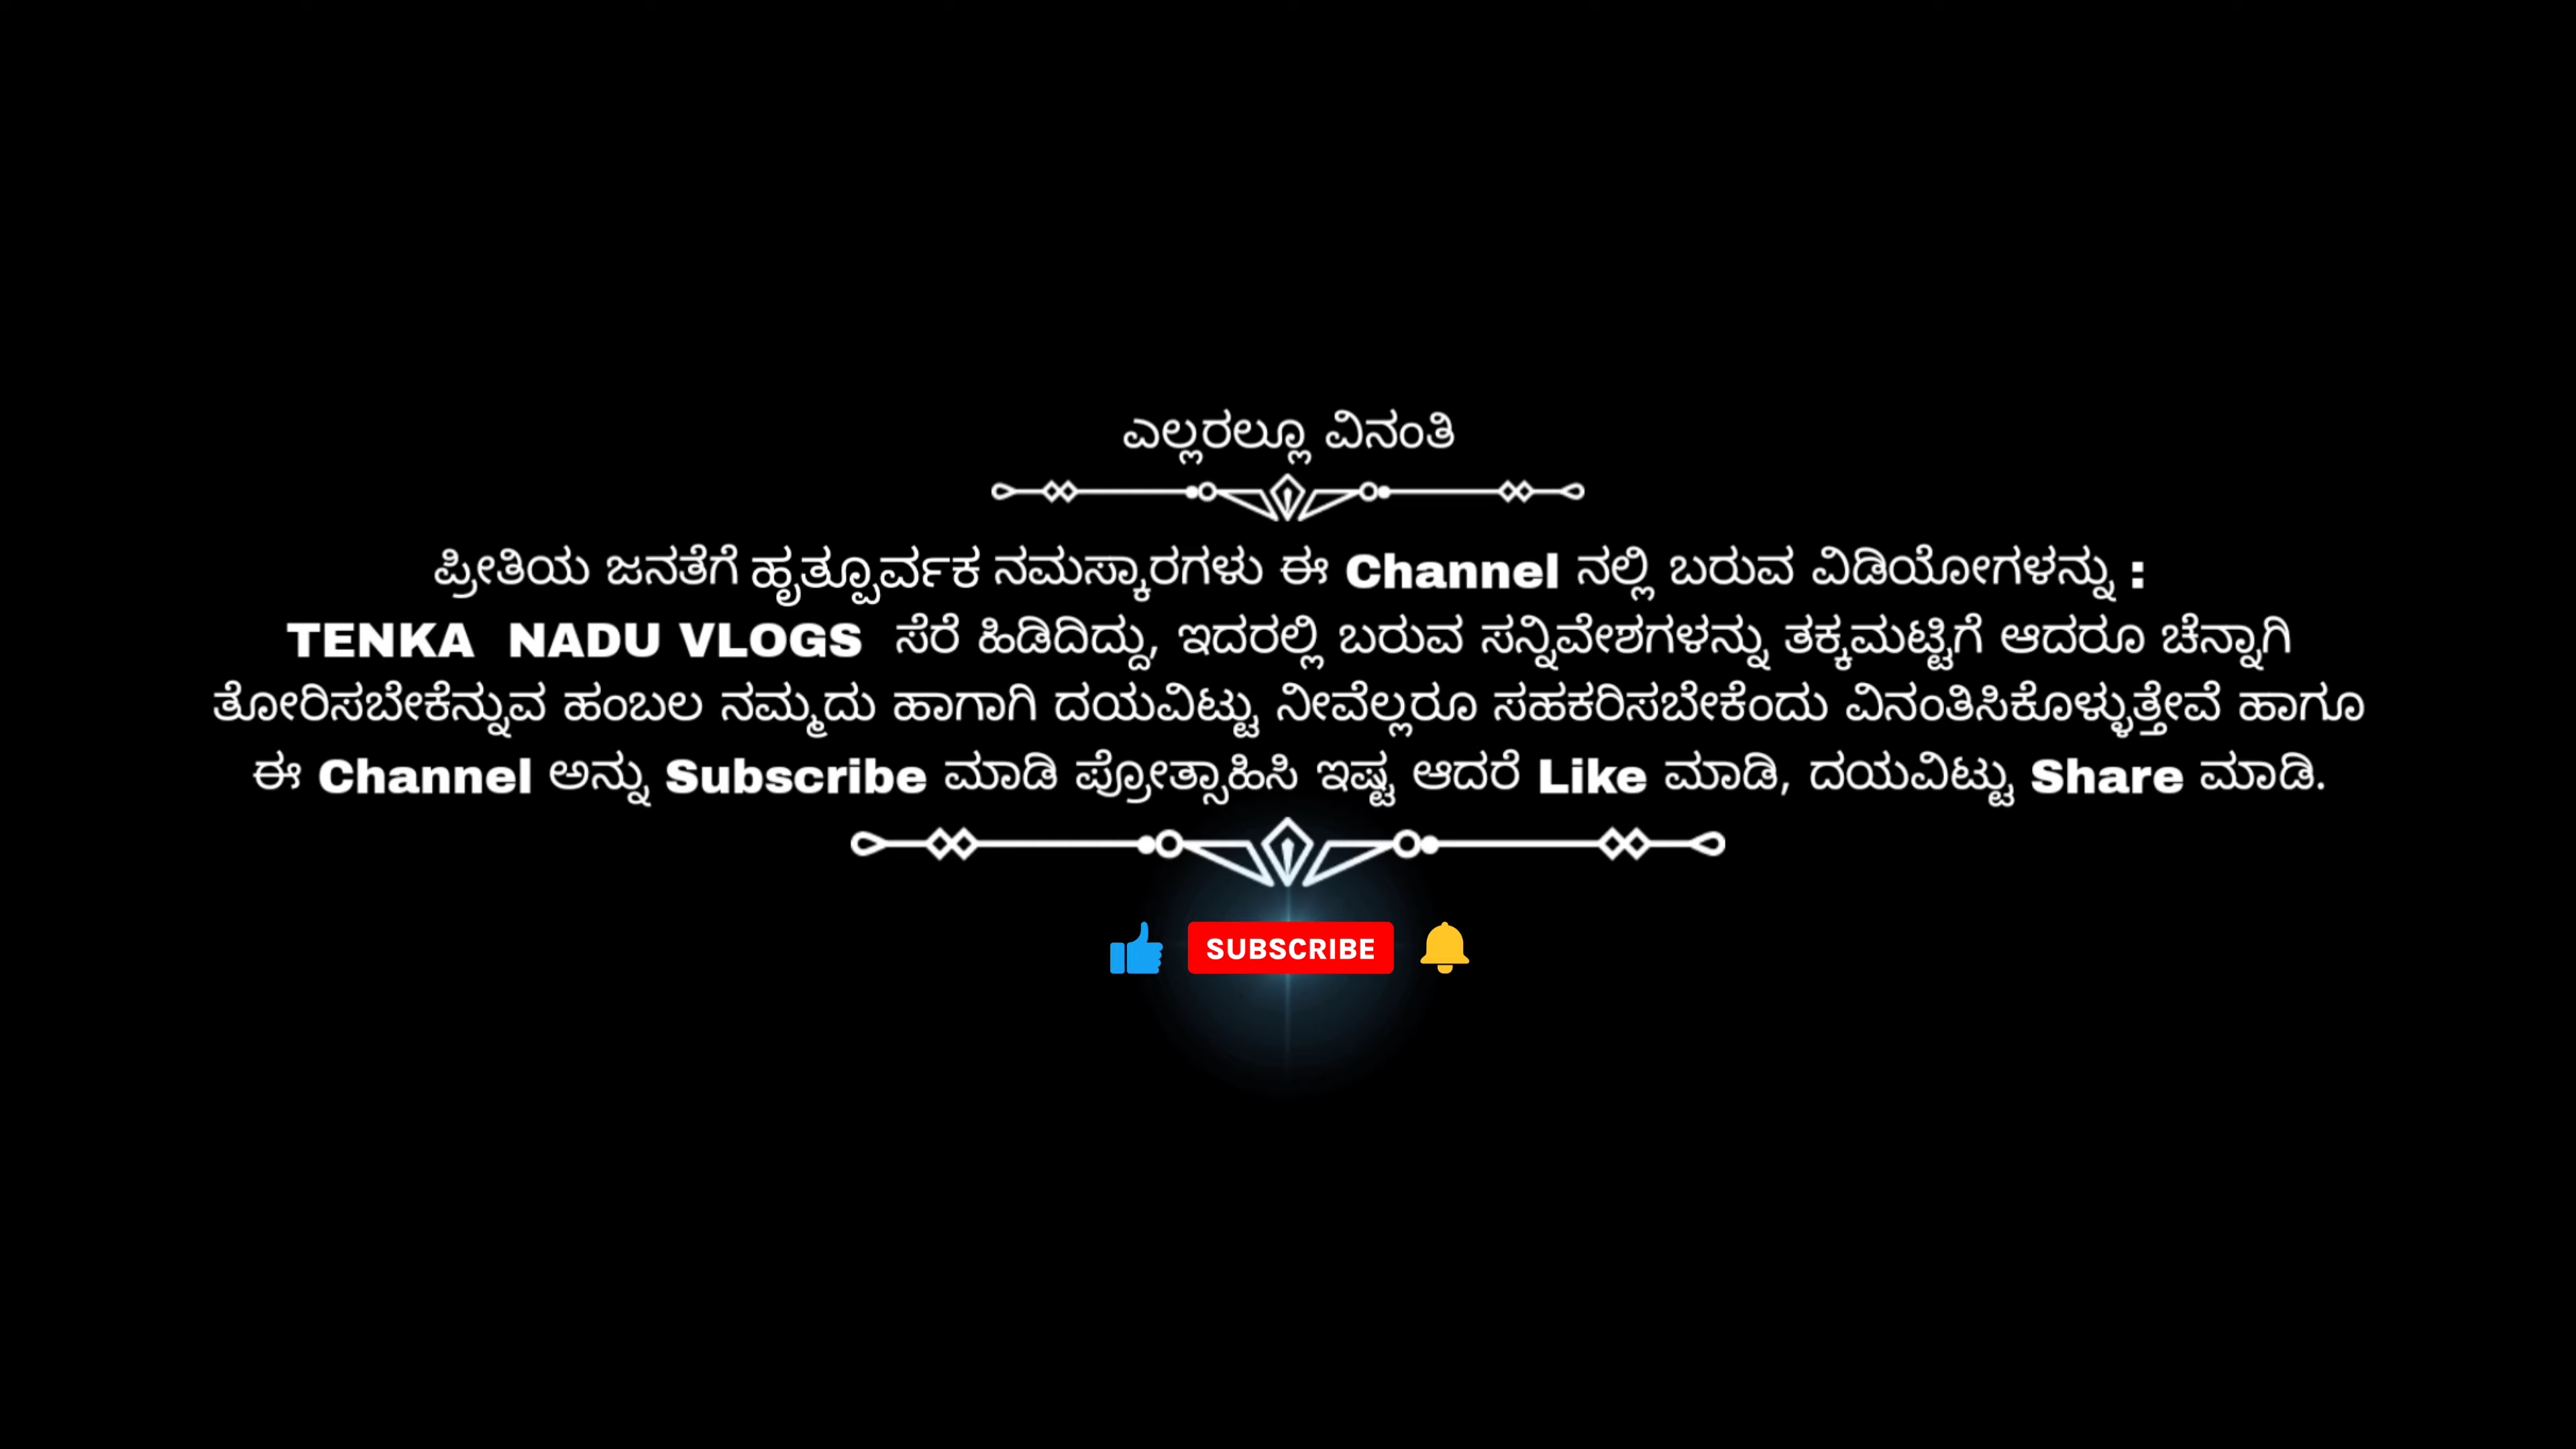 ಎಲ್ಲರಲ್ಲೂ ವಿನಂತಿ
ಪ್ರೀತಿಯ ಜನತೆಗೆ ಹೃತ್ಪೂರ್ವಕ ನಮಸ್ಕಾರಗಳು ಈ Channel ನಲ್ಲಿ ಬರುವ ವಿಡಿಯೋಗಳನ್ನು :
TENKA NADU VLOGS ಸೆರೆ ಹಿಡಿದಿದ್ದು, ಇದರಲ್ಲಿ ಬರುವ ಸನ್ನಿವೇಶಗಳನ್ನು ತಕ್ಕಮಟ್ಟಿಗೆ ಆದರೂ ಚೆನ್ನಾಗಿ
ತೋರಿಸಬೇಕೆನ್ನುವ ಹಂಬಲ ನಮ್ಮದು ಹಾಗಾಗಿ ದಯವಿಟ್ಟು ನೀವೆಲ್ಲರೂ ಸಹಕರಿಸಬೇಕೆಂದು ವಿನಂತಿಸಿಕೊಳ್ಳುತ್ತೇವೆ ಹಾಗೂ
ಈ Channel ಅನ್ನು Subscribe ಮಾಡಿ ಪ್ರೋತ್ಸಾಹಿಸಿ ಇಷ್ಟ ಆದರೆ Like ಮಾಡಿ, ದಯವಿಟ್ಟು Share ಮಾಡಿ.
SUBSCRIBE